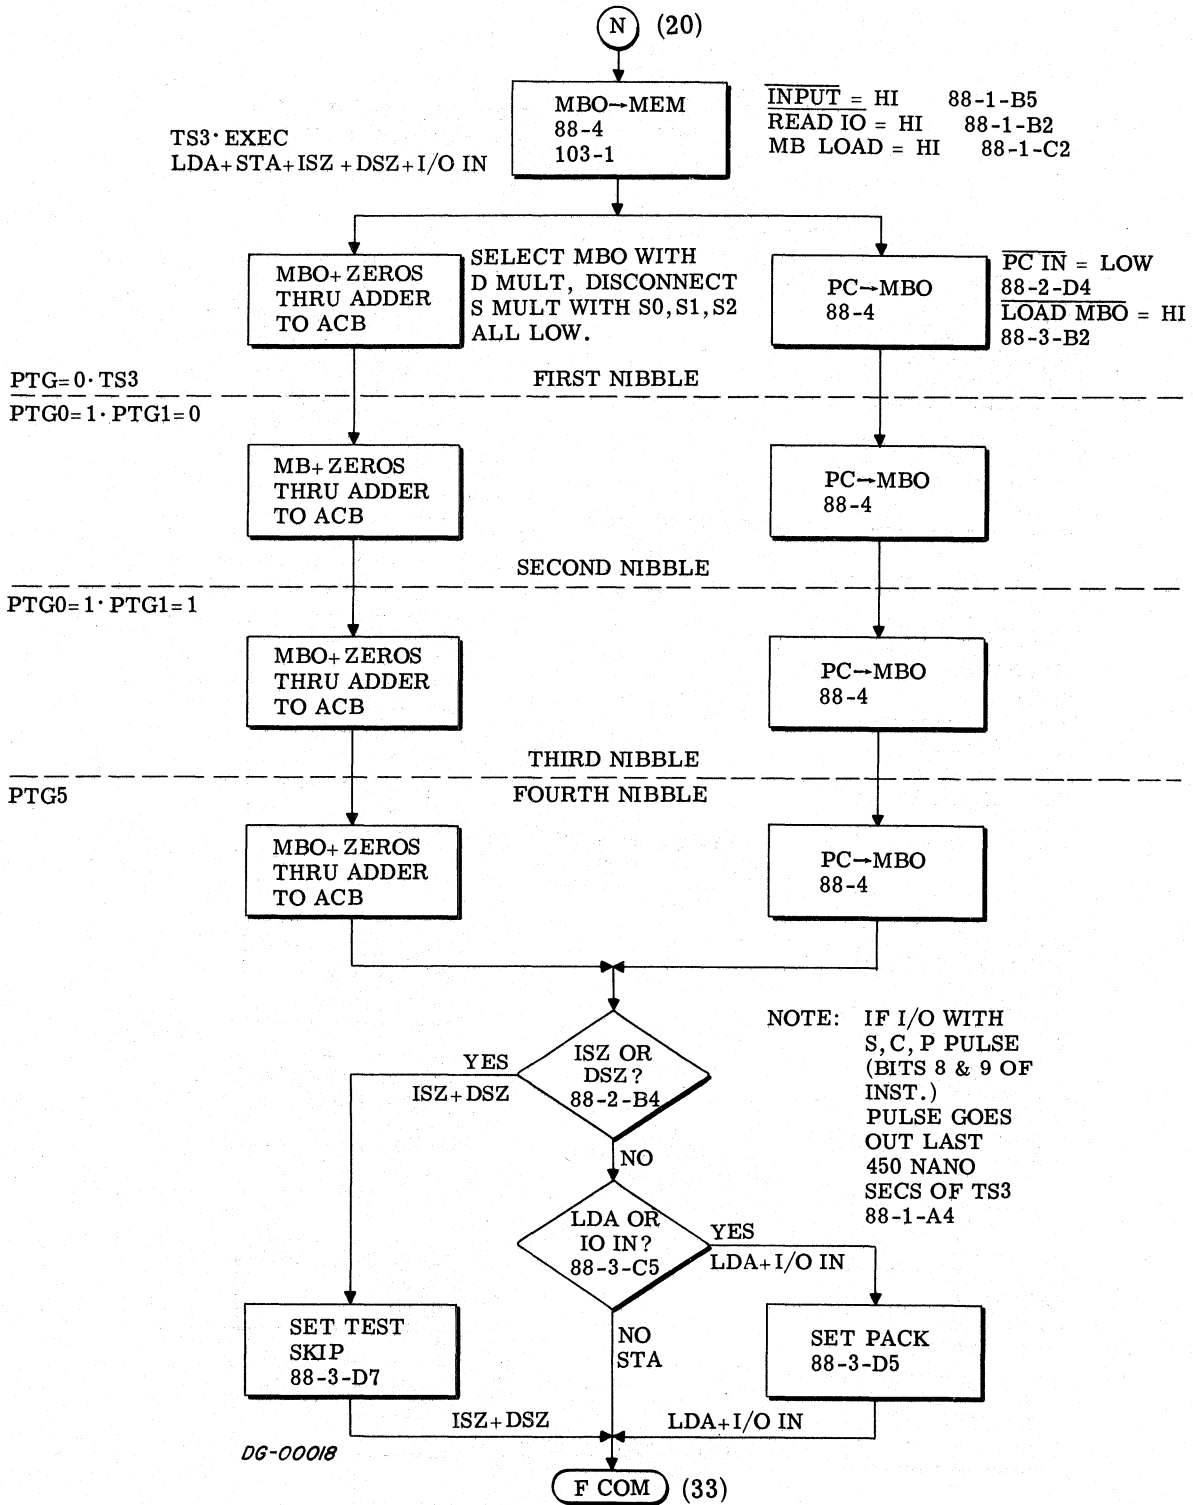 N (20)
MBO→MEM
88-4
103-1
INPUT = HI 88-1-B5
READ IO = HI 88-1-B2
MB LOAD = HI 88-1-C2
TS3·EXEC
LDA+STA+ISZ+DSZ+I/O IN
MBO+ZEROS
THRU ADDER
TO ACB
SELECT MBO WITH
D MULT, DISCONNECT
S MULT WITH S0, S1, S2
ALL LOW.
PC→MBO
88-4
PC IN = LOW
88-2-D4
LOAD MBO = HI
88-3-B2
PTG=0·TS3
FIRST NIBBLE
PTG0=1·PTG1=0
MB+ZEROS
THRU ADDER
TO ACB
PC→MBO
88-4
SECOND NIBBLE
PTG0=1·PTG1=1
MBO+ZEROS
THRU ADDER
TO ACB
PC→MBO
88-4
THIRD NIBBLE
PTG5
FOURTH NIBBLE
MBO+ZEROS
THRU ADDER
TO ACB
PC→MBO
88-4
ISZ OR
DSZ?
88-2-B4
YES
ISZ+DSZ
NO
NOTE: IF I/O WITH
S, C, P PULSE
(BITS 8 & 9 OF
INST.)
PULSE GOES
OUT LAST
450 NANO
SECS OF TS3
88-1-A4
LDA OR
IO IN?
88-3-C5
YES
LDA+I/O IN
NO
STA
SET TEST
SKIP
88-3-D7
SET PACK
88-3-D5
ISZ+DSZ
LDA+I/O IN
DG-00018
F COM (33)